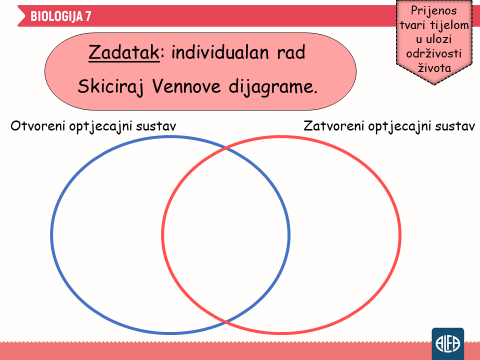 BIOLOGIJA 7
Prijenos
tvari tijelom
u ulozi
održivosti
života
Zadatak: individualan rad
Skiciraj Vennove dijagrame.
Otvoreni optjecajni sustav
Zatvoreni optjecajni sustav
ALFA